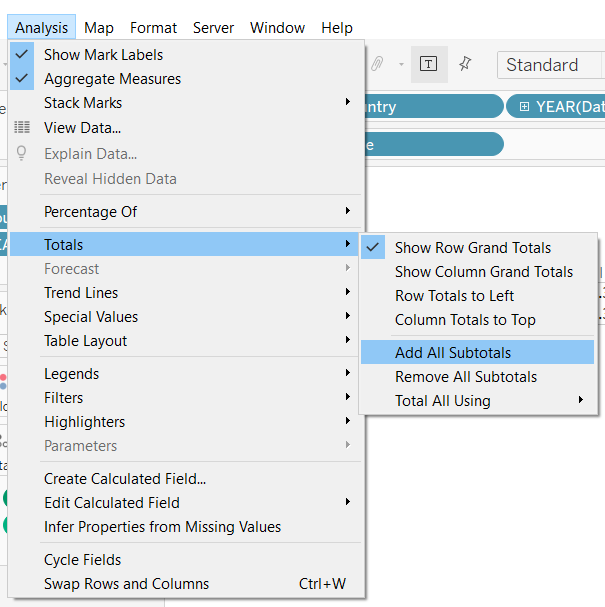 Analysis Map Format Server Window Help
Show Mark Labels
Aggregate Measures
Stack Marks
View Data...
Explain Data...
Reveal Hidden Data
Percentage Of
Totals
Forecast
Trend Lines
Special Values
Table Layout
Legends
Filters
Highlighters
Parameters
Create Calculated Field...
Edit Calculated Field
Infer Properties from Missing Values
Cycle Fields
Swap Rows and Columns Ctrl+W
T Standard
untry YEAR(Dat
e
Show Row Grand Totals
Show Column Grand Totals
Row Totals to Left
Column Totals to Top
Add All Subtotals
Remove All Subtotals
Total All Using